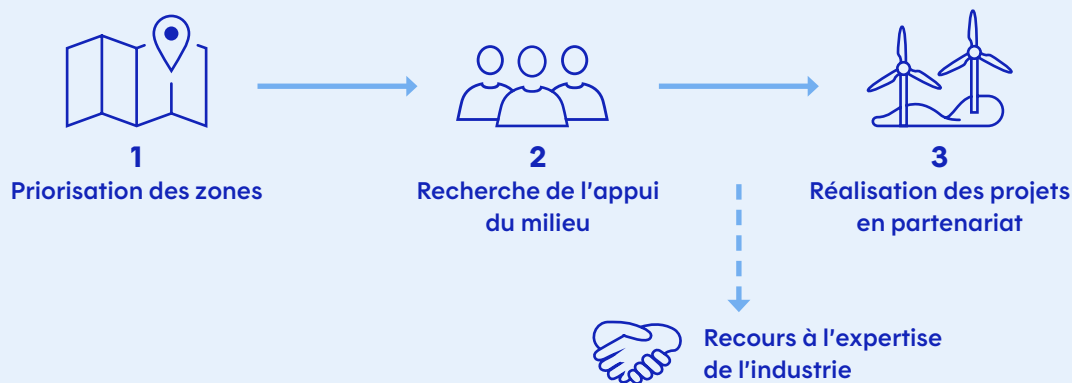 1
Priorisation des zones
2
Recherche de l'appui
du milieu
3
Réalisation des projets
en partenariat
Recours à l'expertise
de l'industrie